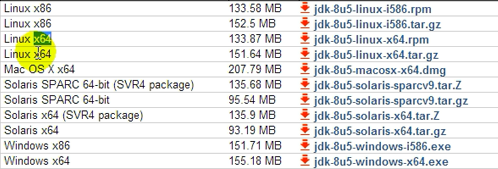 Linux x86 133.58 MB jdk-8u5-linux-i586.rpm
Linux x86 152.5 MB jdk-8u5-linux-i586.tar.gz
Linux x64 133.87 MB jdk-8u5-linux-x64.rpm
Linux x64 151.64 MB jdk-8u5-linux-x64.tar.gz
Mac OS X x64 207.79 MB jdk-8u5-macosx-x64.dmg
Solaris SPARC 64-bit (SVR4 package) 135.68 MB jdk-8u5-solaris-sparcv9.tar.Z
Solaris SPARC 64-bit 95.54 MB jdk-8u5-solaris-sparcv9.tar.gz
Solaris x64 (SVR4 package) 135.9 MB jdk-8u5-solaris-x64.tar.Z
Solaris x64 93.19 MB jdk-8u5-solaris-x64.tar.gz
Windows x86 151.71 MB jdk-8u5-windows-i586.exe
Windows x64 155.18 MB jdk-8u5-windows-x64.exe